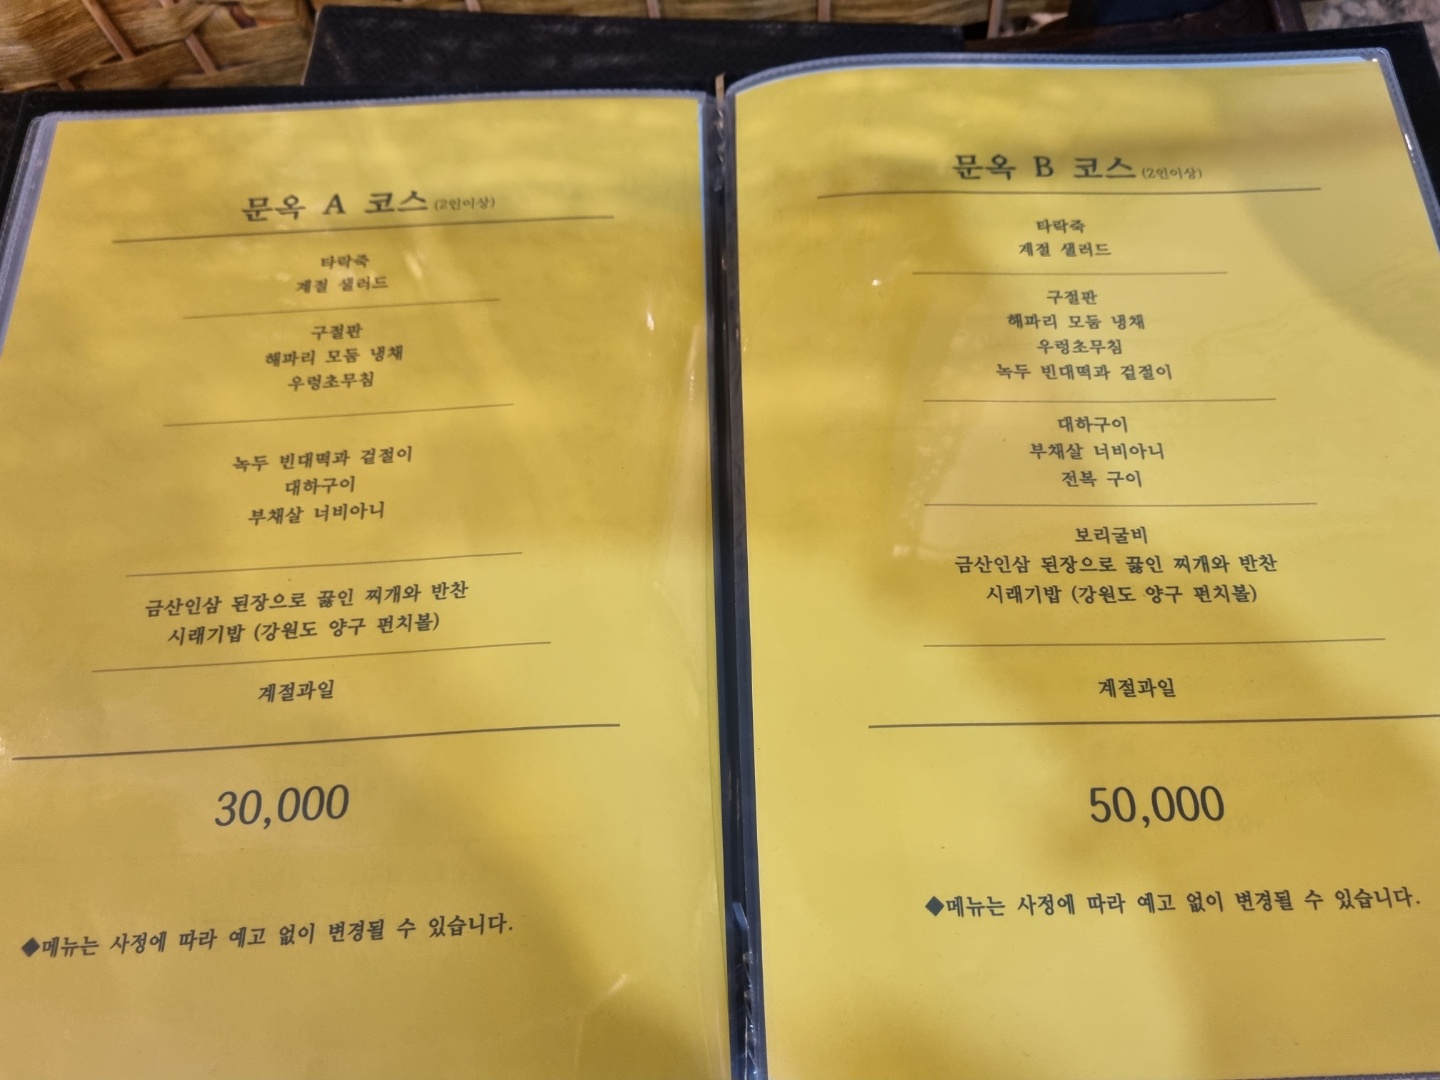 문옥 A 코스 (2인이상)
타락죽
계절 샐러드
구절판
해파리 모둠 냉채
우렁초무침
녹두 빈대떡과 겉절이
대하구이
부채살 너비아니
금산인삼 된장으로 끓인 찌개와 반찬
시래기밥 (강원도 양구 펀치볼)
계절과일
30,000
◆메뉴는 사정에 따라 예고 없이 변경될 수 있습니다.
문옥 B 코스 (2인이상)
타락죽
계절 샐러드
구절판
해파리 모둠 냉채
우렁초무침
녹두 빈대떡과 겉절이
대하구이
부채살 너비아니
전복 구이
보리굴비
금산인삼 된장으로 끓인 찌개와 반찬
시래기밥 (강원도 양구 펀치볼)
계절과일
50,000
◆메뉴는 사정에 따라 예고 없이 변경될 수 있습니다.